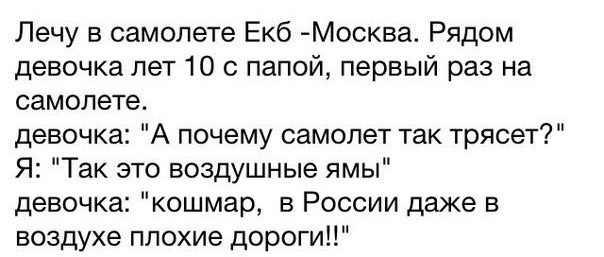 Лечу в самолете Екб -Москва. Рядом
девочка лет 10 с папой, первый раз на
самолете.
девочка: "А почему самолет так трясет?"
Я: "Так это воздушные ямы"
девочка: "кошмар,  в России даже в
воздухе плохие дороги!!"